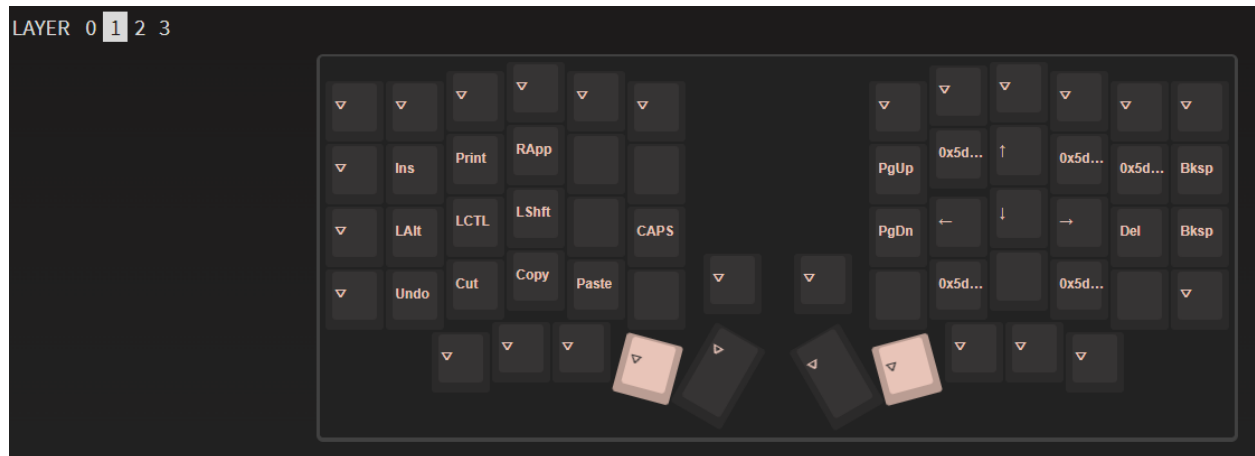 LAYER 0 1 2 3
▽ ▽ ▽ ▽ ▽ ▽ ▽ ▽ ▽ ▽ ▽ ▽
▽ Ins Print RApp PgUp 0x5d... ↑ 0x5d... 0x5d... Bksp
▽ LAlt LCTL LShft CAPS PgDn ← ↓ → Del Bksp
▽ Undo Cut Copy Paste ▽ ▽ 0x5d... 0x5d... ▽
▽ ▽ ▽ ▽ ▽ ▽ ▽ ▽ ▽ ▽